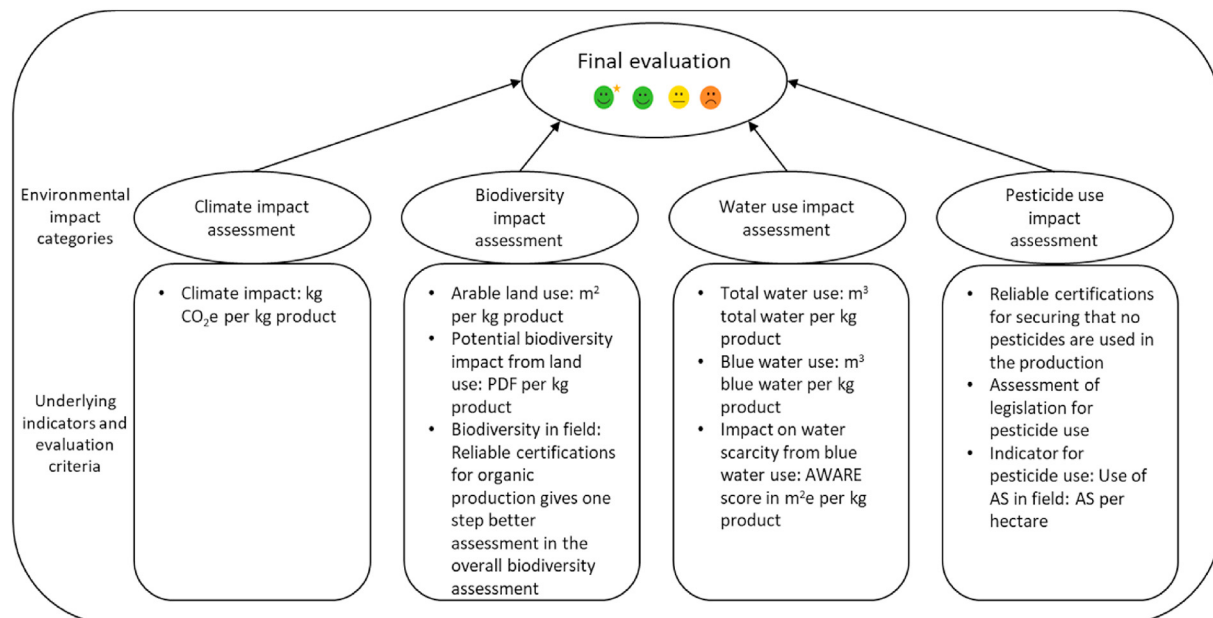 Final evaluation
Environmental
impact
categories
Climate impact
assessment
Biodiversity
impact
assessment
Water use impact
assessment
Pesticide use
impact
assessment
Underlying
indicators and
evaluation
criteria
• Climate impact: kg
CO₂e per kg product
• Arable land use: m²
per kg product
• Potential biodiversity
impact from land
use: PDF per kg
product
• Biodiversity in field:
Reliable certifications
for organic
production gives one
step better
assessment in the
overall biodiversity
assessment
• Total water use: m³
total water per kg
product
• Blue water use: m³
blue water per kg
product
• Impact on water
scarcity from blue
water use: AWARE
score in m²e per kg
product
• Reliable certifications
for securing that no
pesticides are used in
the production
• Assessment of
legislation for
pesticide use
• Indicator for
pesticide use: Use of
AS in field: AS per
hectare